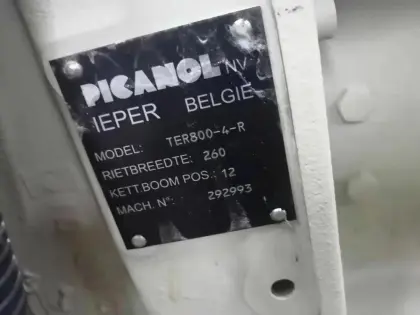 PICANOL NV
IEPER BELGIE
MODEL: TER800-4-R
RIETBREEDTE: 260
KETT.BOOM POS.: 12
MACH. N°: 292993